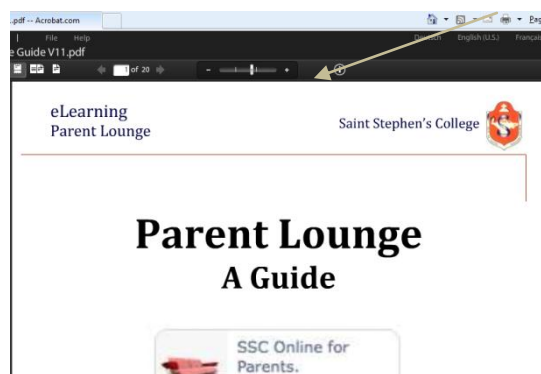 .pdf -- Acrobat.com
File Help
Deutsch English (U.S.) Français
e Guide V11.pdf
1 of 20
- +
eLearning
Parent Lounge
Saint Stephen's College
Parent Lounge
A Guide
SSC Online for
Parents.